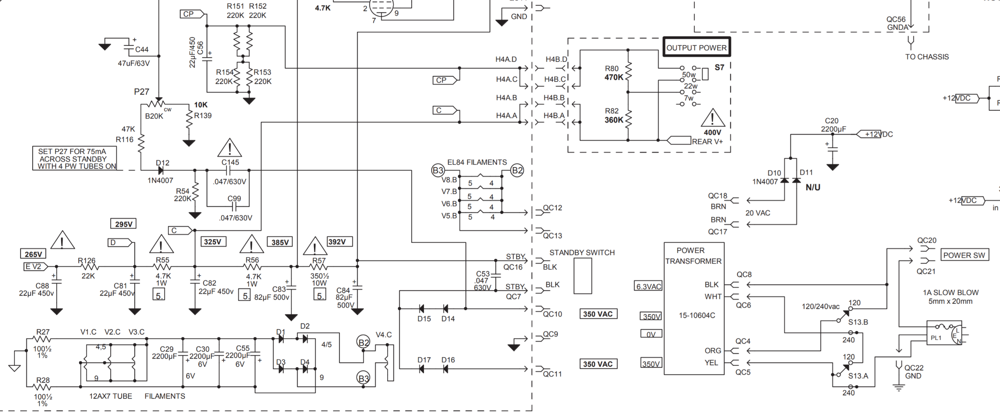 R151 R152
220K 220K
CP
4.7K
2
9
7
GND
QC56
GNDA
TO CHASSIS
+
C44
47uF/63V
22µF/450
C56
+
R154
220K
R153
220K
H4A.D
H4B.D
CP
H4A.C
H4B.C
H4A.B
H4B.B
C
H4A.A
H4B.A
OUTPUT POWER
R80
470K
S7
50w
22w
7w
R82
360K
!
400V
REAR V+
P27
B20K
cw
10K
R139
47K
R116
SET P27 FOR 75mA
ACROSS STANDBY
WITH 4 PW TUBES ON
D12
1N4007
!
C145
.047/630V
R54
220K
C99
.047/630V
EL84 FILAMENTS
B3
B2
V8.B
5 4
V7.B
5 4
V6.B
5 4
V5.B
5 4
QC12
QC13
+12VDC
C20
2200µF
+12VDC
+
D10
1N4007
D11
N/U
QC18
BRN
20 VAC
BRN
QC17
+12VDC
in
295V
D
C
!
265V
!
325V
!
385V
!
392V
E V2
R126
22K
R55
4.7K
1W
5.
R56
4.7K
1W
5.
R57
350½
10W
5.
+
C88
22µF 450v
+
C81
22µF 450v
+
C82
22µF 450v
+
C83
82µF 500v
+
C84
82µF
500V
STBY
QC16
BLK
STANDBY SWITCH
C53
.047
630V
STBY
QC7
BLK
D15 D14
QC10
QC9
D17 D16
QC11
6.3VAC
350 VAC
350V
0V
350 VAC
350V
POWER
TRANSFORMER
15-10604C
BLK
WHT
ORG
YEL
QC8
QC6
QC4
QC5
QC20
POWER SW
QC21
1A SLOW BLOW
5mm x 20mm
120/240vac
120
S13.B
240
120
S13.A
240
PL1
L
E
N
QC22
GND
R27
100½
1%
V1.C V2.C V3.C
4,5
9
R28
100½
1%
12AX7 TUBE FILAMENTS
C29
2200µF
+
6V
C30
2200µF
6V
+
C55
2200µF
6V
+
D1
D2
D3
D4
4/5
9
B2
B3
V4.C